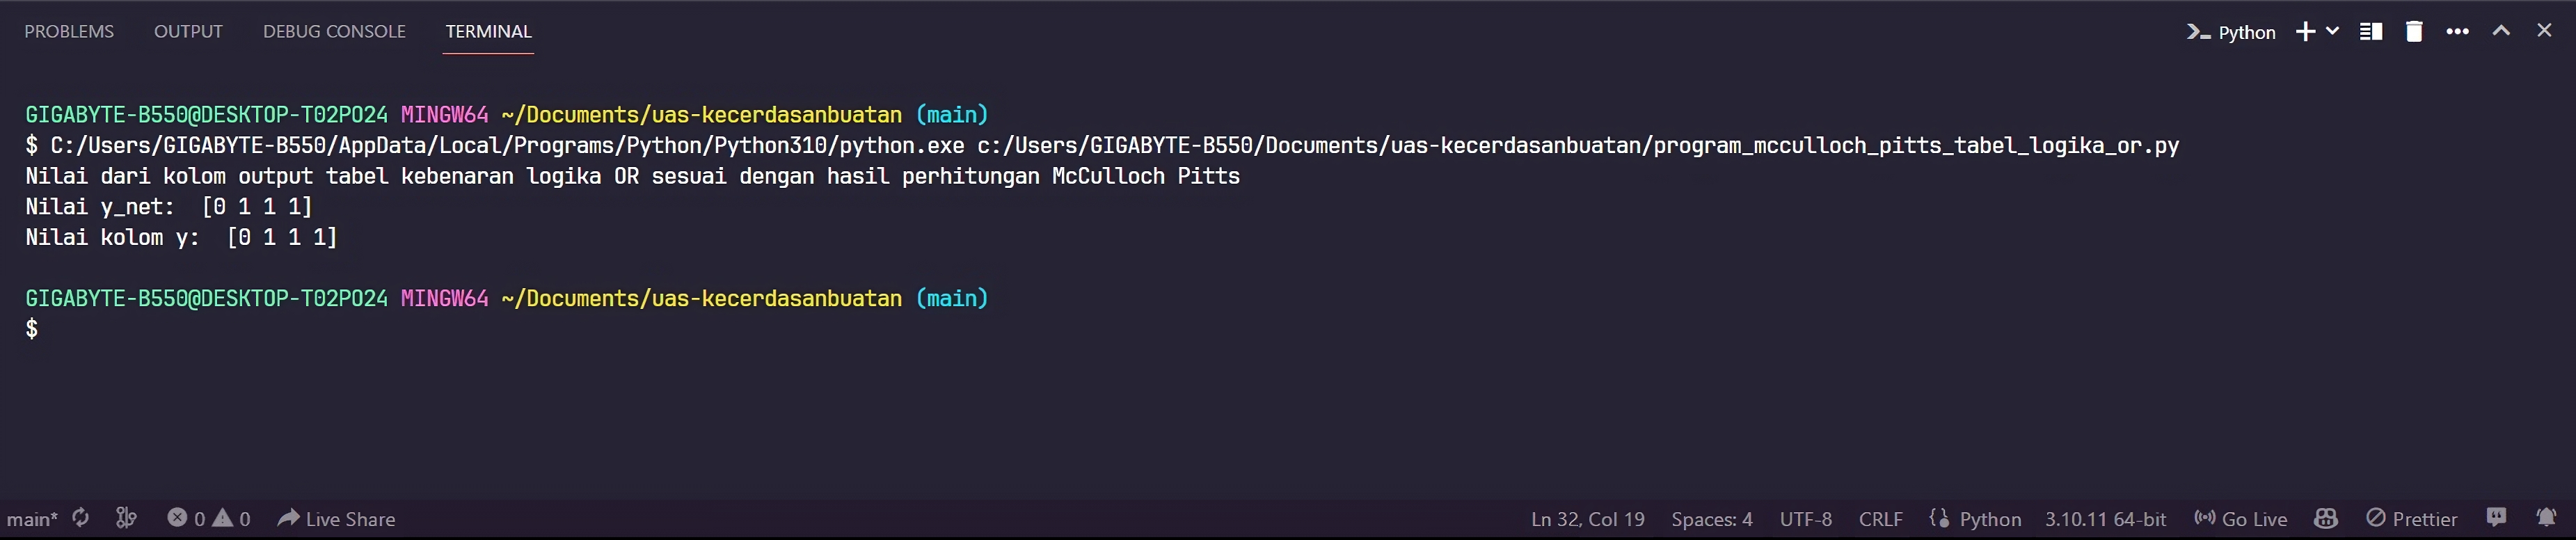 PROBLEMS OUTPUT DEBUG CONSOLE TERMINAL Python
GIGABYTE-B550@DESKTOP-T02PO24 MINGW64 ~/Documents/uas-kecerdasanbuatan (main)
$ C:/Users/GIGABYTE-B550/AppData/Local/Programs/Python/Python310/python.exe c:/Users/GIGABYTE-B550/Documents/uas-kecerdasanbuatan/program_mcculloch_pitts_tabel_logika_or.py
Nilai dari kolom output tabel kebenaran logika OR sesuai dengan hasil perhitungan McCulloch Pitts
Nilai y_net:  [0 1 1 1]
Nilai kolom y:  [0 1 1 1]
GIGABYTE-B550@DESKTOP-T02PO24 MINGW64 ~/Documents/uas-kecerdasanbuatan (main)
$
main* 0 0 Live Share Ln 32, Col 19 Spaces: 4 UTF-8 CRLF Python 3.10.11 64-bit Go Live Prettier